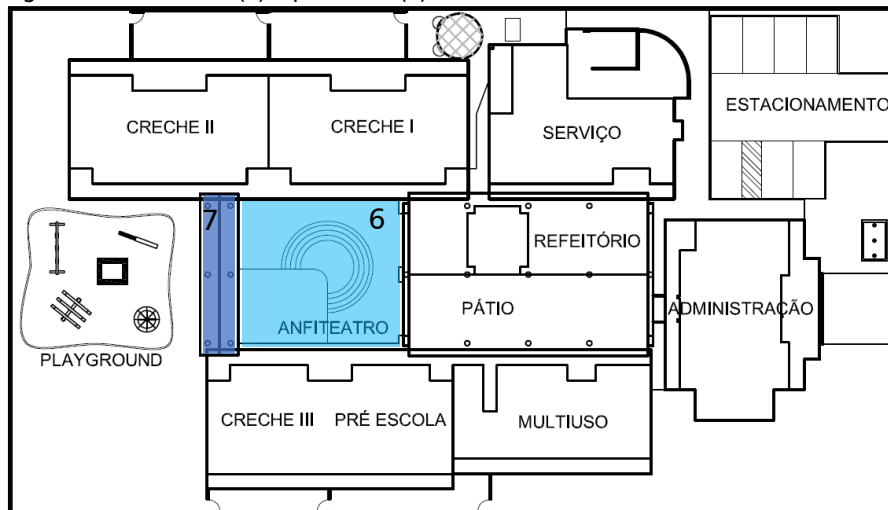 CRECHE II
CRECHE I
SERVIÇO
ESTACIONAMENTO
7
6
REFEITÓRIO
PÁTIO
ADMINISTRAÇÃO
ANFITEATRO
PLAYGROUND
CRECHE III
PRÉ ESCOLA
MULTIUSO